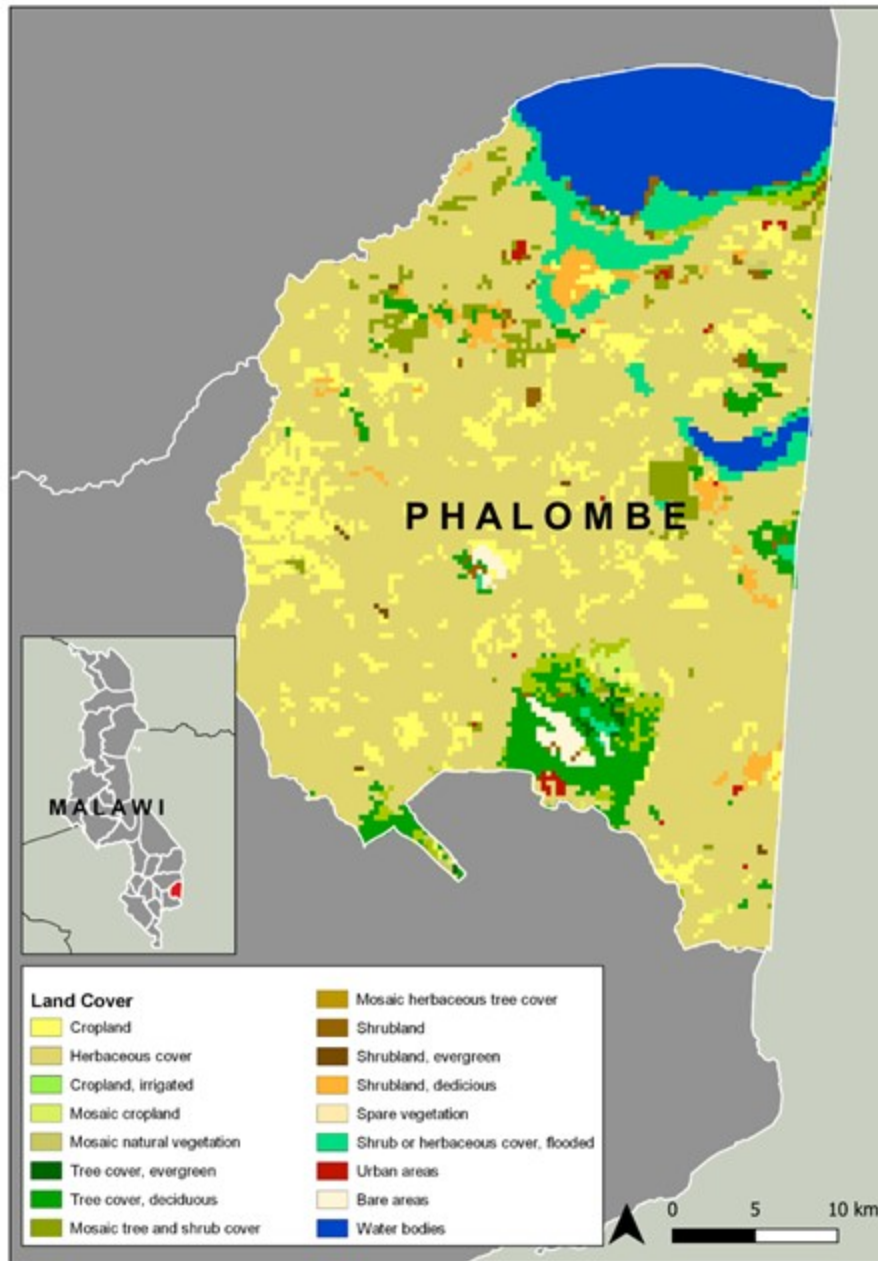 PHALOMBE
MALAWI
Land Cover
Cropland
Herbaceous cover
Cropland, irrigated
Mosaic cropland
Mosaic natural vegetation
Tree cover, evergreen
Tree cover, deciduous
Mosaic tree and shrub cover
Mosaic herbaceous tree cover
Shrubland
Shrubland, evergreen
Shrubland, dedicious
Spare vegetation
Shrub or herbaceous cover, flooded
Urban areas
Bare areas
Water bodies
0 5 10 km